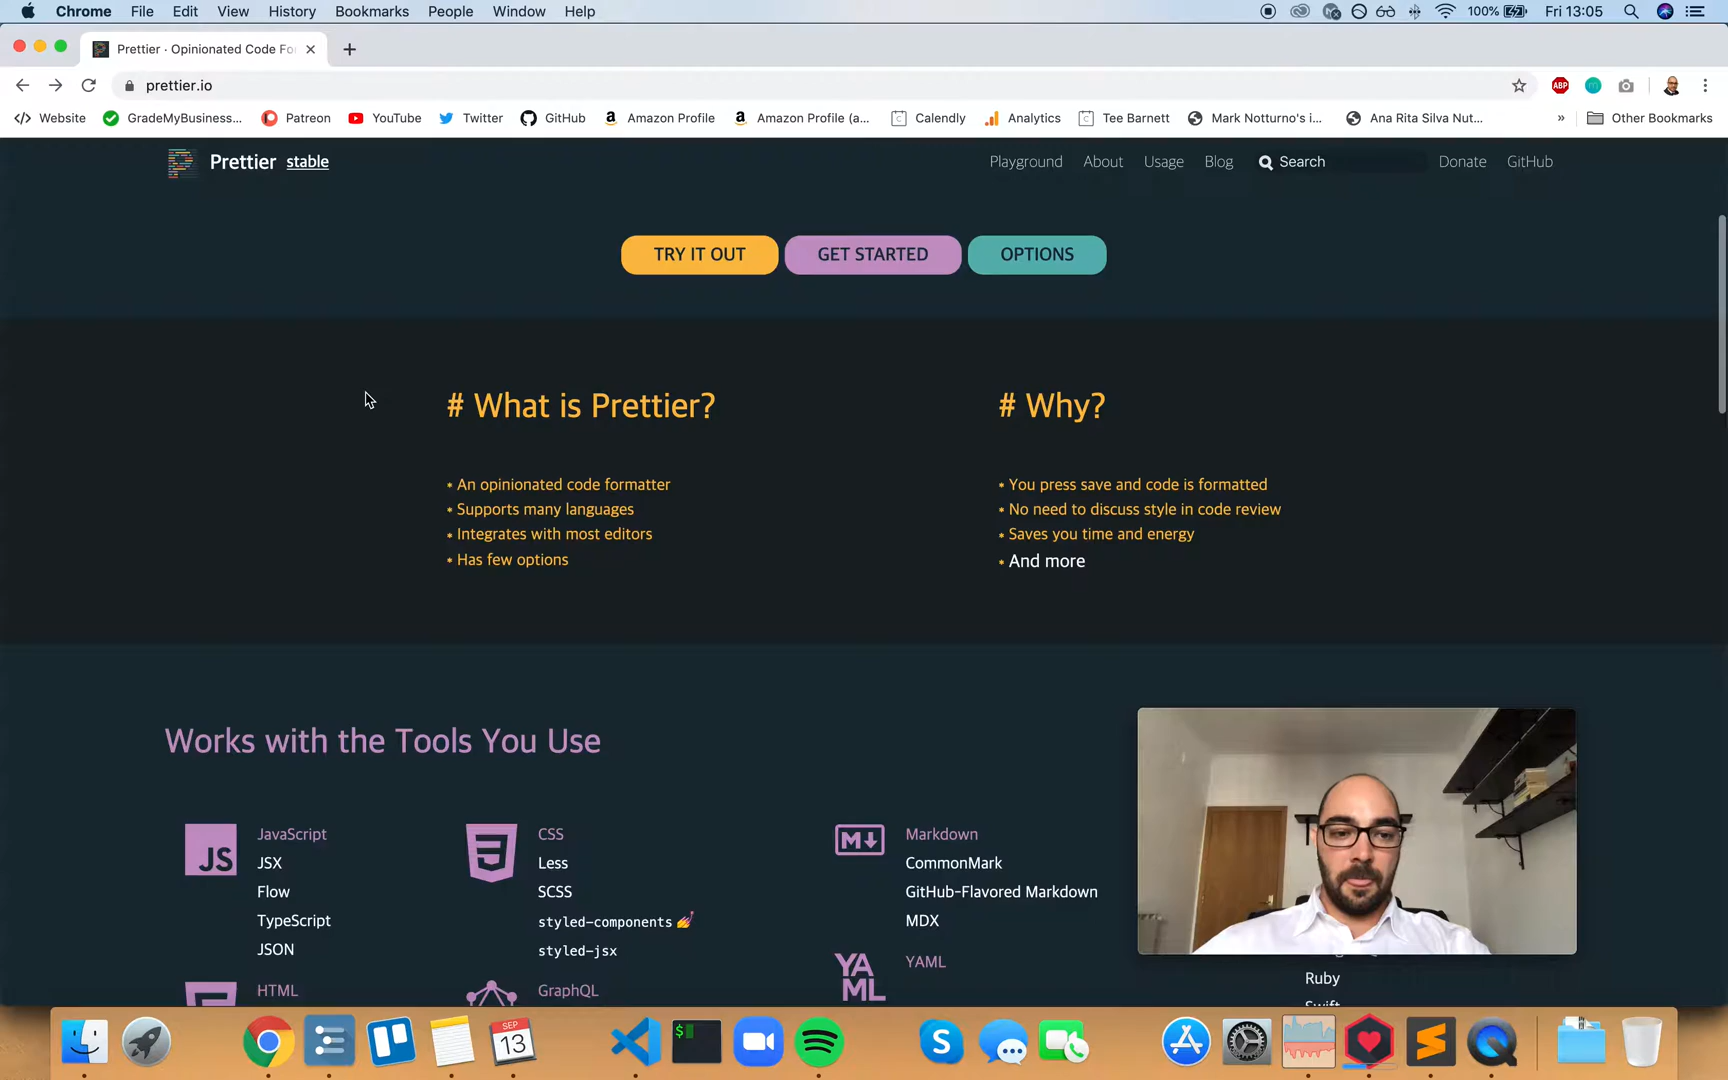 Chrome File Edit View History Bookmarks People Window Help 100% Fri 13:05
Prettier · Opinionated Code Fo
prettier.io
ABP
Website GradeMyBusiness... Patreon YouTube Twitter GitHub Amazon Profile Amazon Profile (a... Calendly Analytics Tee Barnett Mark Notturno's i... Ana Rita Silva Nut... » Other Bookmarks
Prettier stable Playground About Usage Blog Search Donate GitHub
TRY IT OUT GET STARTED OPTIONS
# What is Prettier? # Why?
* An opinionated code formatter * You press save and code is formatted
* Supports many languages * No need to discuss style in code review
* Integrates with most editors * Saves you time and energy
* Has few options * And more
Works with the Tools You Use
JS JavaScript CSS M Markdown
JSX Less CommonMark
Flow SCSS GitHub-Flavored Markdown
TypeScript styled-components 💅 MDX
JSON styled-jsx
YA
ML YAML
Ruby
HTML GraphQL
SEP
13
$